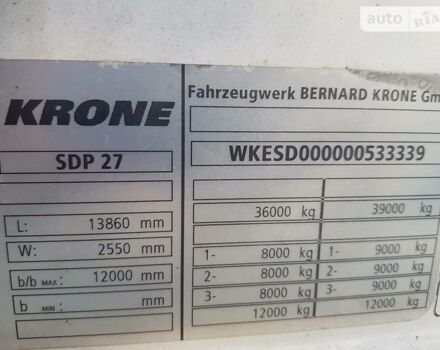 auto RIA
KRONE
SDP 27
L: 13860 mm
W: 2550 mm
b/b MAX: 12000 mm
b MIN: mm
Fahrzeugwerk BERNARD KRONE Gm
WKESD000000533339
36000 kg 39000 kg
1- 8000 kg 1- 9000 kg
2- 8000 kg 2- 9000 kg
3- 8000 kg 3- 9000 kg
12000 kg 12000 kg